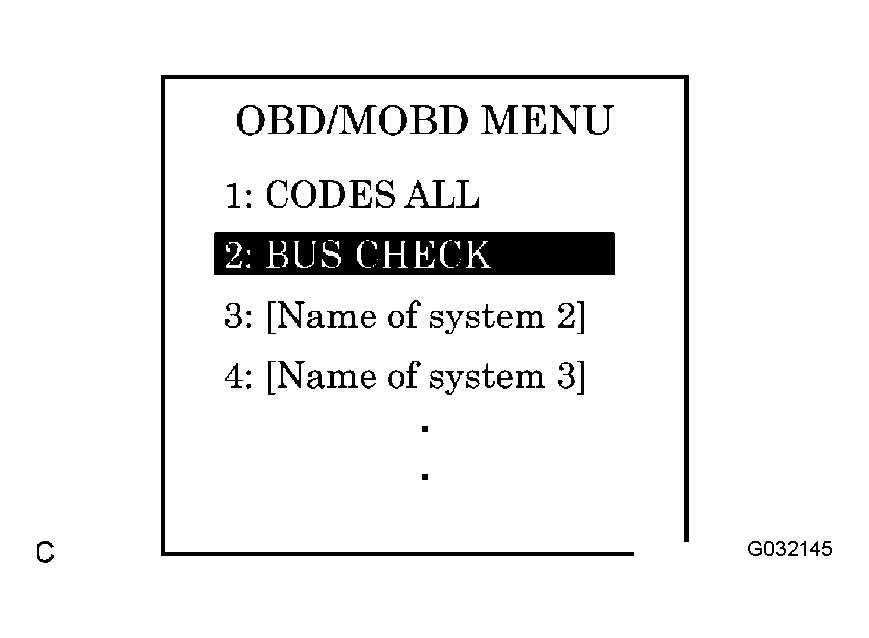 OBD/MOBD MENU
1: CODES ALL
2: BUS CHECK
3: [Name of system 2]
4: [Name of system 3]
.
.
C
G032145